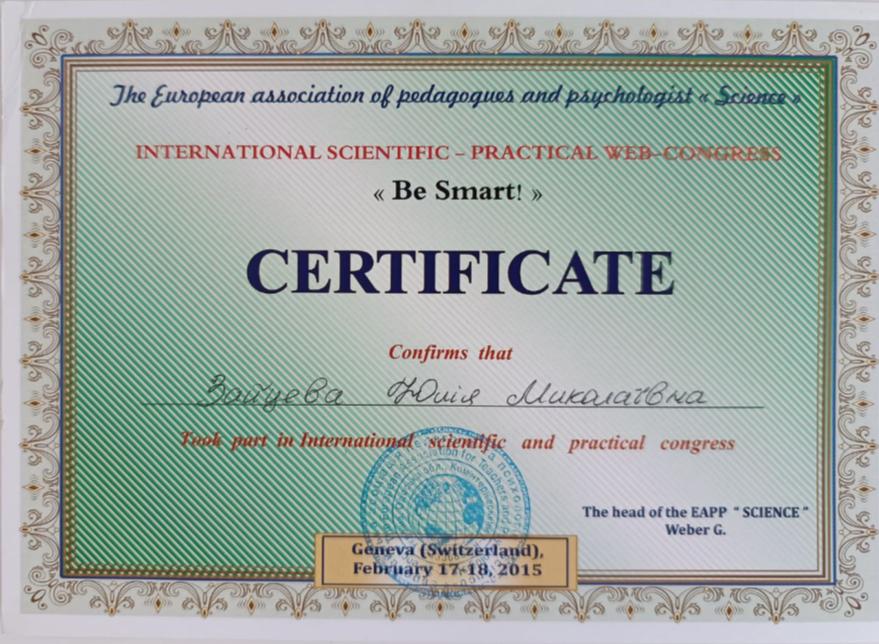 The European association of pedagogues and psychologist « Science »
INTERNATIONAL SCIENTIFIC – PRACTICAL WEB–CONGRESS
« Be Smart! »
CERTIFICATE
Confirms that
Зайцева Юлія Миколаївна
Took part in International scientific and practical congress
The head of the EAPP " SCIENCE "
Weber G.
Geneva (Switzerland),
February 17-18, 2015